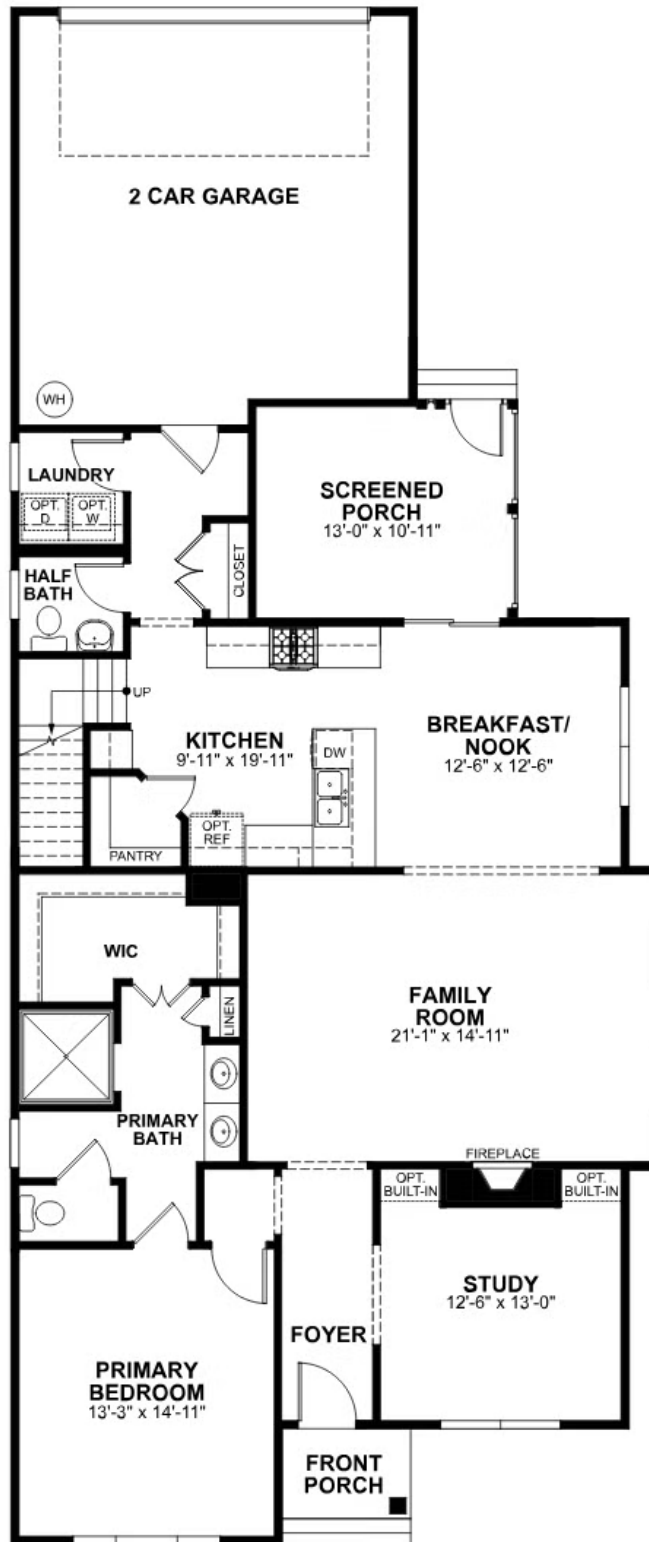 2 CAR GARAGE
WH
LAUNDRY
OPT.
D
OPT.
W
SCREENED
PORCH
13'-0" x 10'-11"
CLOSET
HALF
BATH
UP
KITCHEN
9'-11" x 19'-11"
DW
BREAKFAST/
NOOK
12'-6" x 12'-6"
OPT.
REF
PANTRY
WIC
LINEN
FAMILY
ROOM
21'-1" x 14'-11"
PRIMARY
BATH
FIREPLACE
OPT.
BUILT-IN
OPT.
BUILT-IN
STUDY
12'-6" x 13'-0"
FOYER
PRIMARY
BEDROOM
13'-3" x 14'-11"
FRONT
PORCH